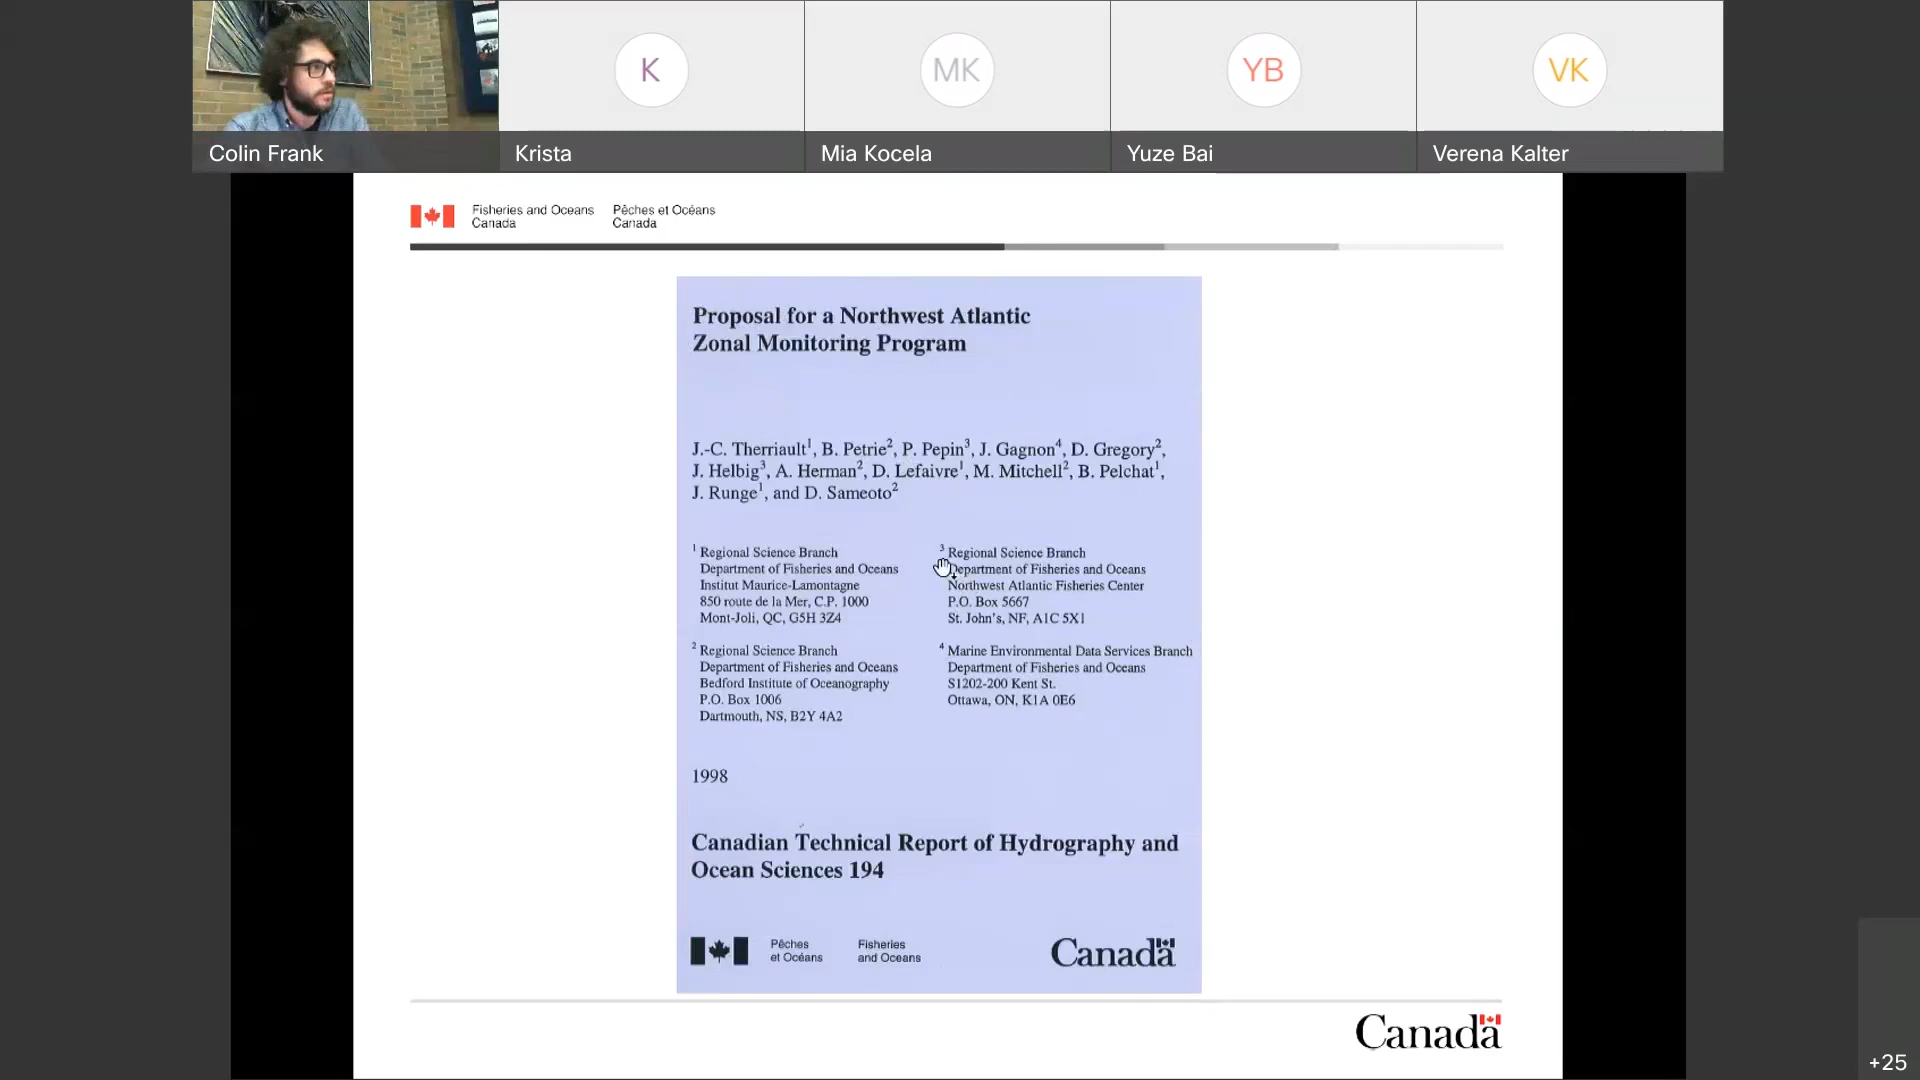 K
MK
YB
VK
Colin Frank
Krista
Mia Kocela
Yuze Bai
Verena Kalter
Fisheries and Oceans
Canada
Pêches et Océans
Canada
Proposal for a Northwest Atlantic
Zonal Monitoring Program
J.-C. Therriault1, B. Petrie2, P. Pepin3, J. Gagnon4, D. Gregory2,
J. Helbig3, A. Herman2, D. Lefaivre1, M. Mitchell2, B. Pelchat1,
J. Runge1, and D. Sameoto2
1 Regional Science Branch
Department of Fisheries and Oceans
Institut Maurice-Lamontagne
850 route de la Mer, C.P. 1000
Mont-Joli, QC, G5H 3Z4
2 Regional Science Branch
Department of Fisheries and Oceans
Bedford Institute of Oceanography
P.O. Box 1006
Dartmouth, NS, B2Y 4A2
3 Regional Science Branch
Department of Fisheries and Oceans
Northwest Atlantic Fisheries Center
P.O. Box 5667
St. John's, NF, A1C 5X1
4 Marine Environmental Data Services Branch
Department of Fisheries and Oceans
S1202-200 Kent St.
Ottawa, ON, K1A 0E6
1998
Canadian Technical Report of Hydrography and
Ocean Sciences 194
Pêches
et Océans
Fisheries
and Oceans
Canada
Canada
+25